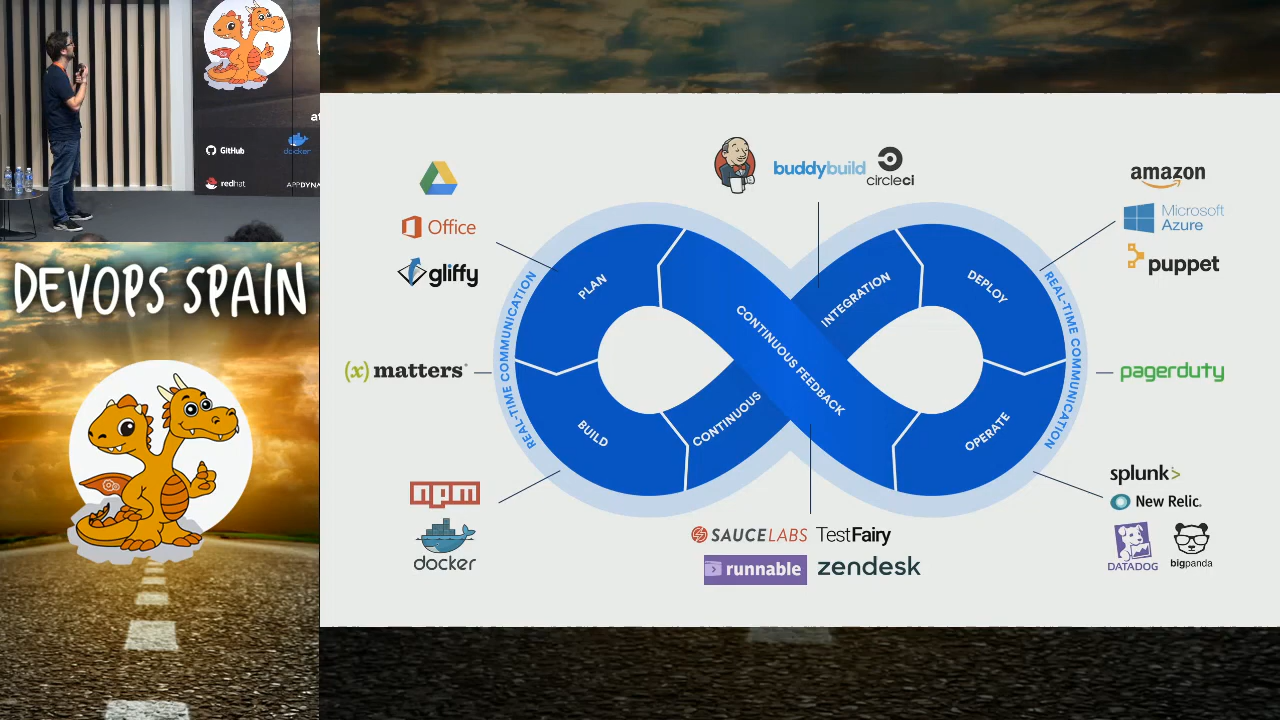 at
GitHub
docker
redhat
APPDYNA
DEVOPS SPAIN
Office
gliffy
(x)matters
npm
docker
buddybuild
circleci
amazon
Microsoft
Azure
puppet
pagerduty
splunk>
New Relic.
DATADOG
bigpanda
SAUCELABS
TestFairy
runnable
zendesk
REAL-TIME COMMUNICATION
PLAN
BUILD
CONTINUOUS
INTEGRATION
CONTINUOUS FEEDBACK
DEPLOY
OPERATE
REAL-TIME COMMUNICATION